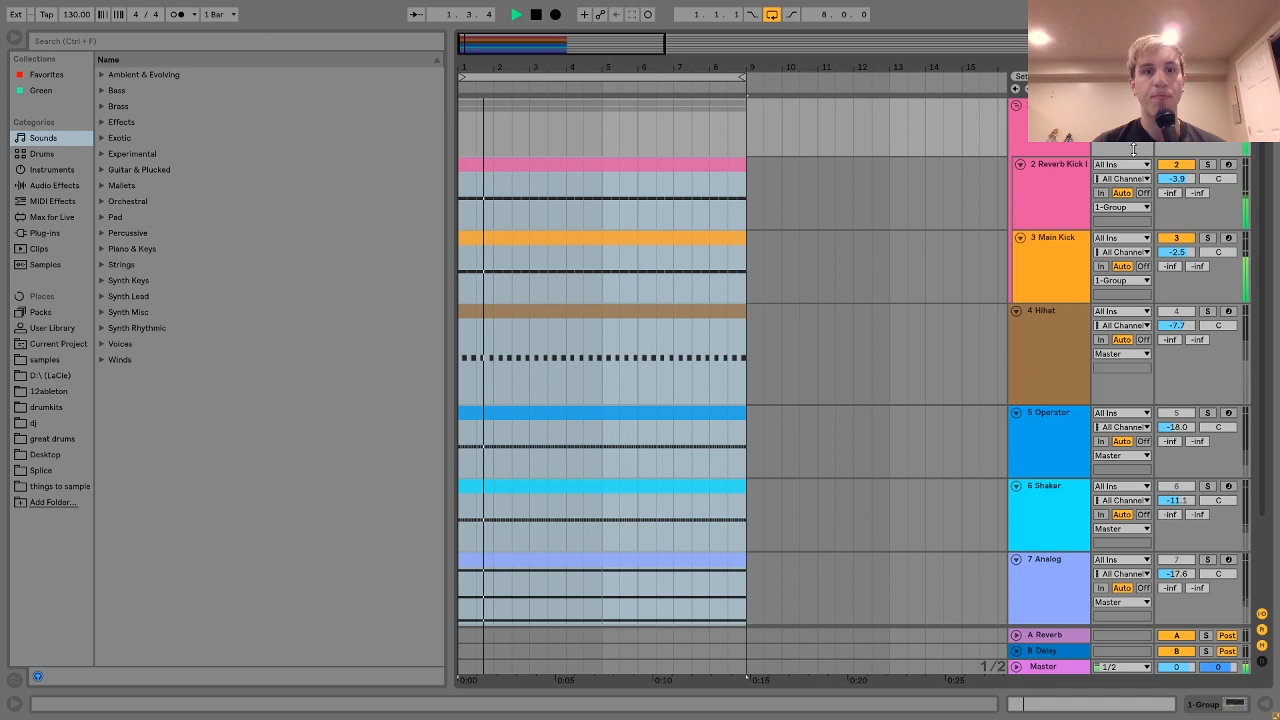 Ext Tap 130.00 4 / 4 1 Bar 1. 3. 4 1. 1. 1 8. 0. 0
Search (Ctrl + F)
Collections
Favorites
Green
Categories
Sounds
Drums
Instruments
Audio Effects
MIDI Effects
Max for Live
Plug-ins
Clips
Samples
Places
Packs
User Library
Current Project
samples
D:\ (LaCie)
12ableton
drumkits
dj
great drums
Desktop
Splice
things to sample
Add Folder...
Name
Ambient & Evolving
Bass
Brass
Effects
Exotic
Experimental
Guitar & Plucked
Mallets
Orchestral
Pad
Percussive
Piano & Keys
Strings
Synth Keys
Synth Lead
Synth Misc
Synth Rhythmic
Voices
Winds
1 2 3 4 5 6 7 8 9 10 11 12 13 14 15
Set
2 Reverb Kick All Ins 2 S
All Channel -3.9 C
In Auto Off -inf -inf
1-Group
3 Main Kick All Ins 3 S
All Channel -2.5 C
In Auto Off -inf -inf
1-Group
4 Hihat All Ins 4 S
All Channel -7.7 C
In Auto Off -inf -inf
Master
5 Operator All Ins 5 S
All Channel -18.0 C
In Auto Off -inf -inf
Master
6 Shaker All Ins 6 S
All Channel -11.1 C
In Auto Off -inf -inf
Master
7 Analog All Ins 7 S
All Channel -17.6 C
In Auto Off -inf -inf
Master
A Reverb A S Post
B Delay B S Post
1/2 Master 1/2 0 0
0:00 0:05 0:10 0:15 0:20 0:25
1-Group